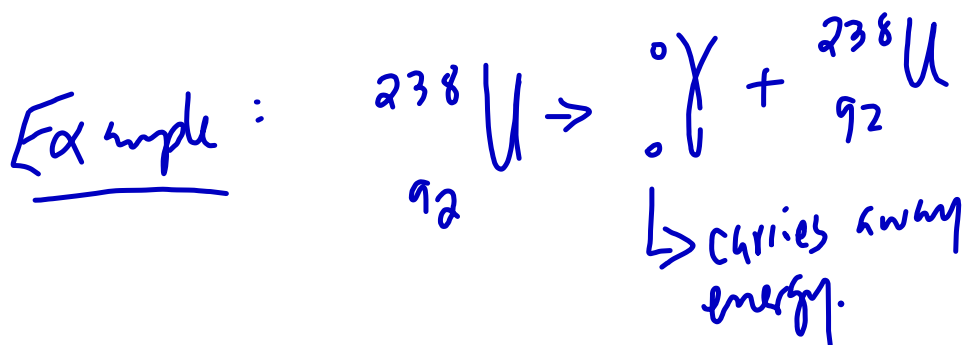 Example : ²³⁸₉₂U → ⁰₀γ + ²³⁸₉₂U
↳ carries away
energy.